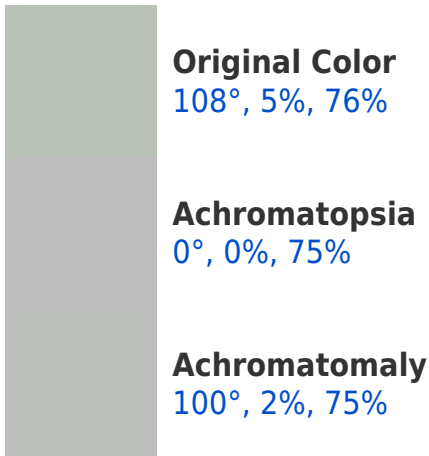 Original Color
108°, 5%, 76%
Achromatopsia
0°, 0%, 75%
Achromatomaly
100°, 2%, 75%